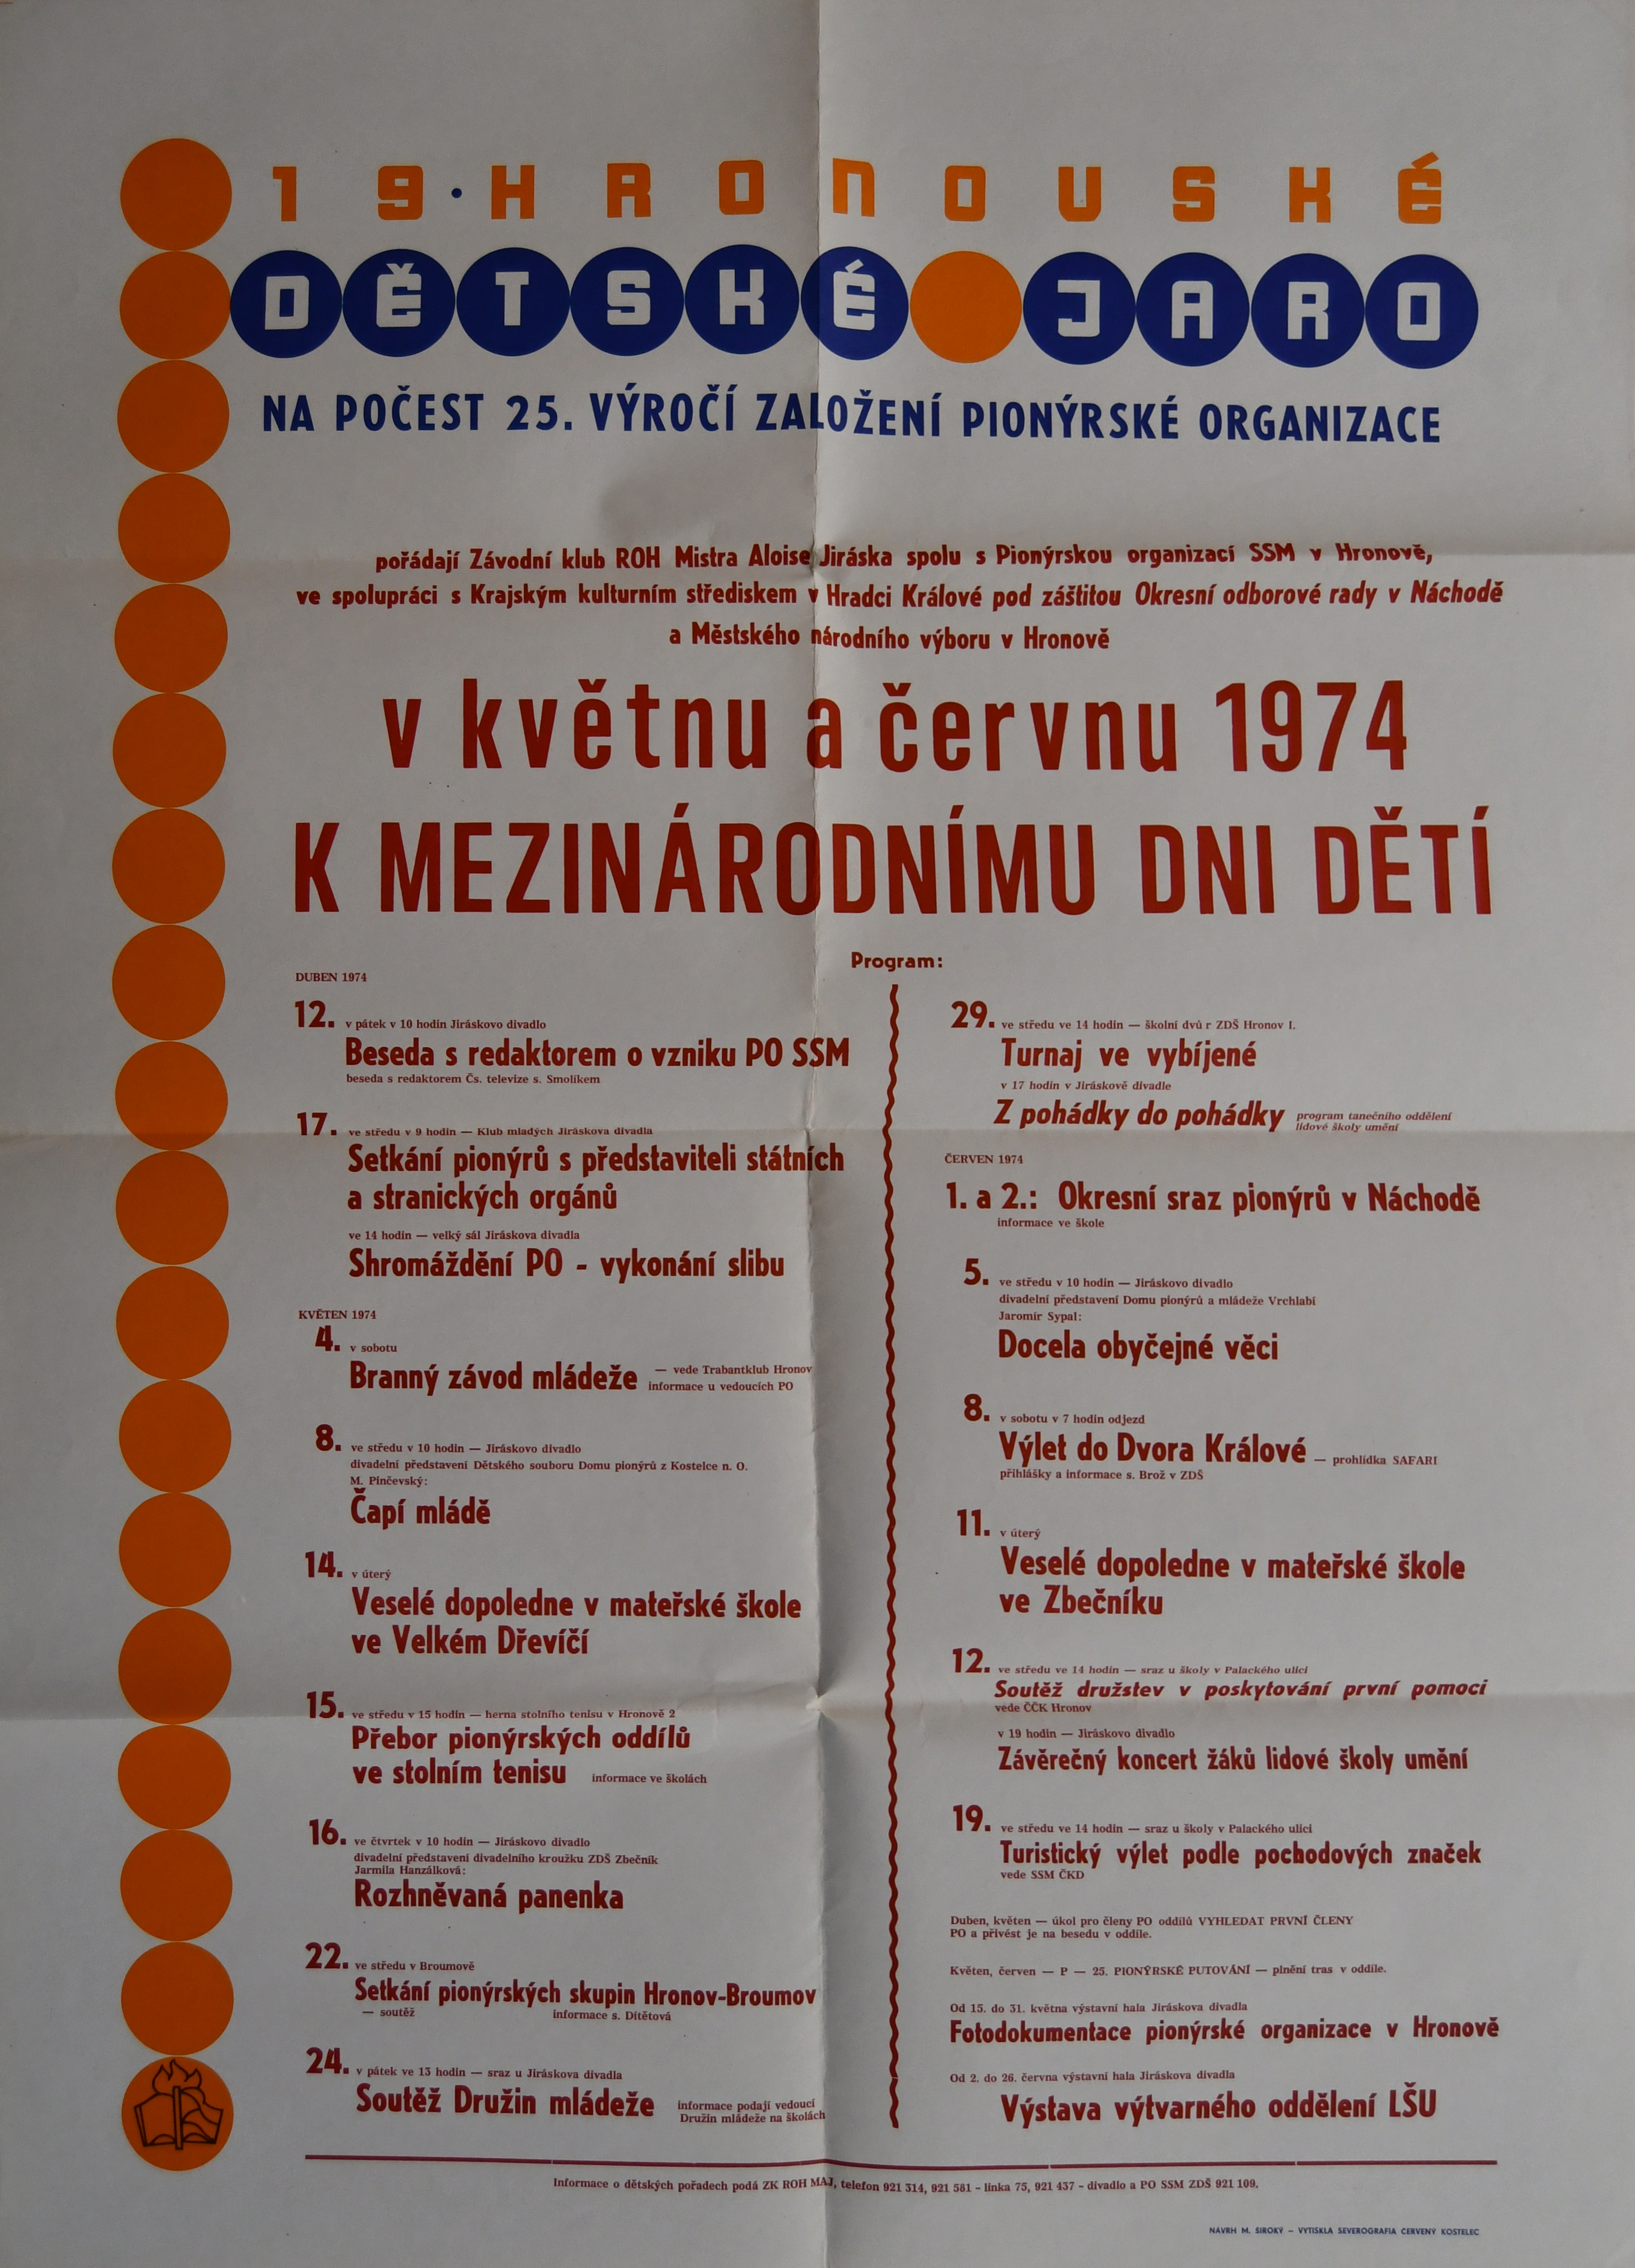 19. HRONOVSKÉ
DĚTSKÉ JARO
NA POČEST 25. VÝROČÍ ZALOŽENÍ PIONÝRSKÉ ORGANIZACE
pořádají Závodní klub ROH Mistra Aloise Jiráska spolu s Pionýrskou organizací SSM v Hronově,
ve spolupráci s Krajským kulturním střediskem v Hradci Králové pod záštitou Okresní odborové rady v Náchodě
a Městského národního výboru v Hronově
v květnu a červnu 1974
K MEZINÁRODNÍMU DNI DĚTÍ
Program:
DUBEN 1974
12. v pátek v 10 hodin Jiráskovo divadlo
Beseda s redaktorem o vzniku PO SSM
beseda s redaktorem Čs. televize s. Smolíkem
17. ve středu v 9 hodin — Klub mladých Jiráskova divadla
Setkání pionýrů s představiteli státních
a stranických orgánů
ve 14 hodin — velký sál Jiráskova divadla
Shromáždění PO - vykonání slibu
KVĚTEN 1974
4. v sobotu
Branný závod mládeže — vede Trabantklub Hronov
informace u vedoucích PO
8. ve středu v 10 hodin — Jiráskovo divadlo
divadelní představení Dětského souboru Domu pionýrů z Kostelce n. O.
M. Pinčevský:
Čapí mládě
14. v úterý
Veselé dopoledne v mateřské škole
ve Velkém Dřevíčí
15. ve středu v 15 hodin — herna stolního tenisu v Hronově 2
Přebor pionýrských oddílů
ve stolním tenisu informace ve školách
16. ve čtvrtek v 10 hodin — Jiráskovo divadlo
divadelní představení divadelního kroužku ZDŠ Zbečník
Jarmila Hanzálková:
Rozhněvaná panenka
22. ve středu v Broumově
Setkání pionýrských skupin Hronov-Broumov
— soutěž informace s. Dítětová
24. v pátek ve 13 hodin — sraz u Jiráskova divadla
Soutěž Družin mládeže informace podají vedoucí
Družin mládeže na školách
29. ve středu ve 14 hodin — školní dvů r ZDŠ Hronov I.
Turnaj ve vybíjené
v 17 hodin v Jiráskově divadle
Z pohádky do pohádky program tanečního oddělení
lidové školy umění
ČERVEN 1974
1. a 2.: Okresní sraz pionýrů v Náchodě
informace ve škole
5. ve středu v 10 hodin — Jiráskovo divadlo
divadelní představení Domu pionýrů a mládeže Vrchlabí
Jaromír Sypal:
Docela obyčejné věci
8. v sobotu v 7 hodin odjezd
Výlet do Dvora Králové — prohlídka SAFARI
přihlášky a informace s. Brož v ZDŠ
11. v úterý
Veselé dopoledne v mateřské škole
ve Zbečníku
12. ve středu ve 14 hodin — sraz u školy v Palackého ulici
Soutěž družstev v poskytování první pomoci
vede ČČK Hronov
v 19 hodin — Jiráskovo divadlo
Závěrečný koncert žáků lidové školy umění
19. ve středu ve 14 hodin — sraz u školy v Palackého ulici
Turistický výlet podle pochodových značek
vede SSM ČKD
Duben, květen — úkol pro členy PO oddílů VYHLEDAT PRVNÍ ČLENY
PO a přivést je na besedu v oddíle.
Květen, červen — P — 25. PIONÝRSKÉ PUTOVÁNÍ — plnění tras v oddíle.
Od 15. do 31. května výstavní hala Jiráskova divadla
Fotodokumentace pionýrské organizace v Hronově
Od 2. do 26. června výstavní hala Jiráskova divadla
Výstava výtvarného oddělení LŠU
Informace o dětských pořadech podá ZK ROH MAJ, telefon 921 314, 921 581 - linka 75, 921 437 - divadlo a PO SSM ZDŠ 921 109.
NÁVRH M. ŠIROKÝ – VYTISKLA SEVEROGRAFIA ČERVENÝ KOSTELEC